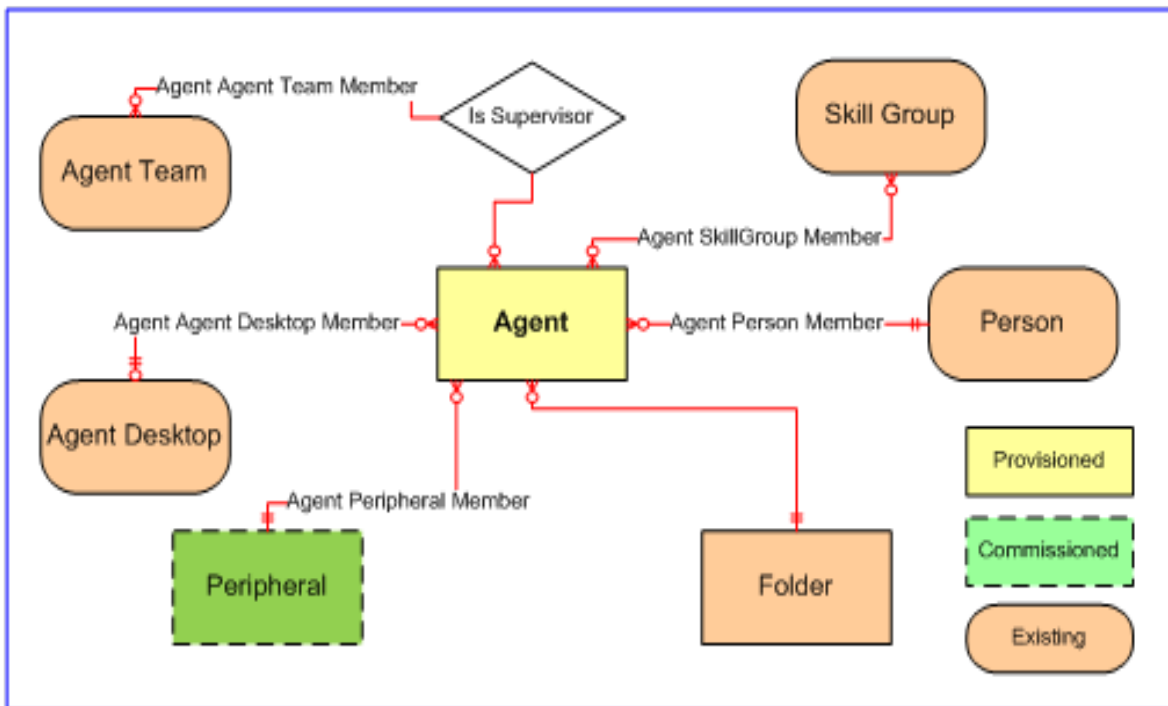 Agent Agent Team Member
Is Supervisor
Skill Group
Agent Team
Agent SkillGroup Member
Agent Agent Desktop Member
Agent
Agent Person Member
Person
Agent Desktop
Provisioned
Agent Peripheral Member
Commissioned
Peripheral
Folder
Existing